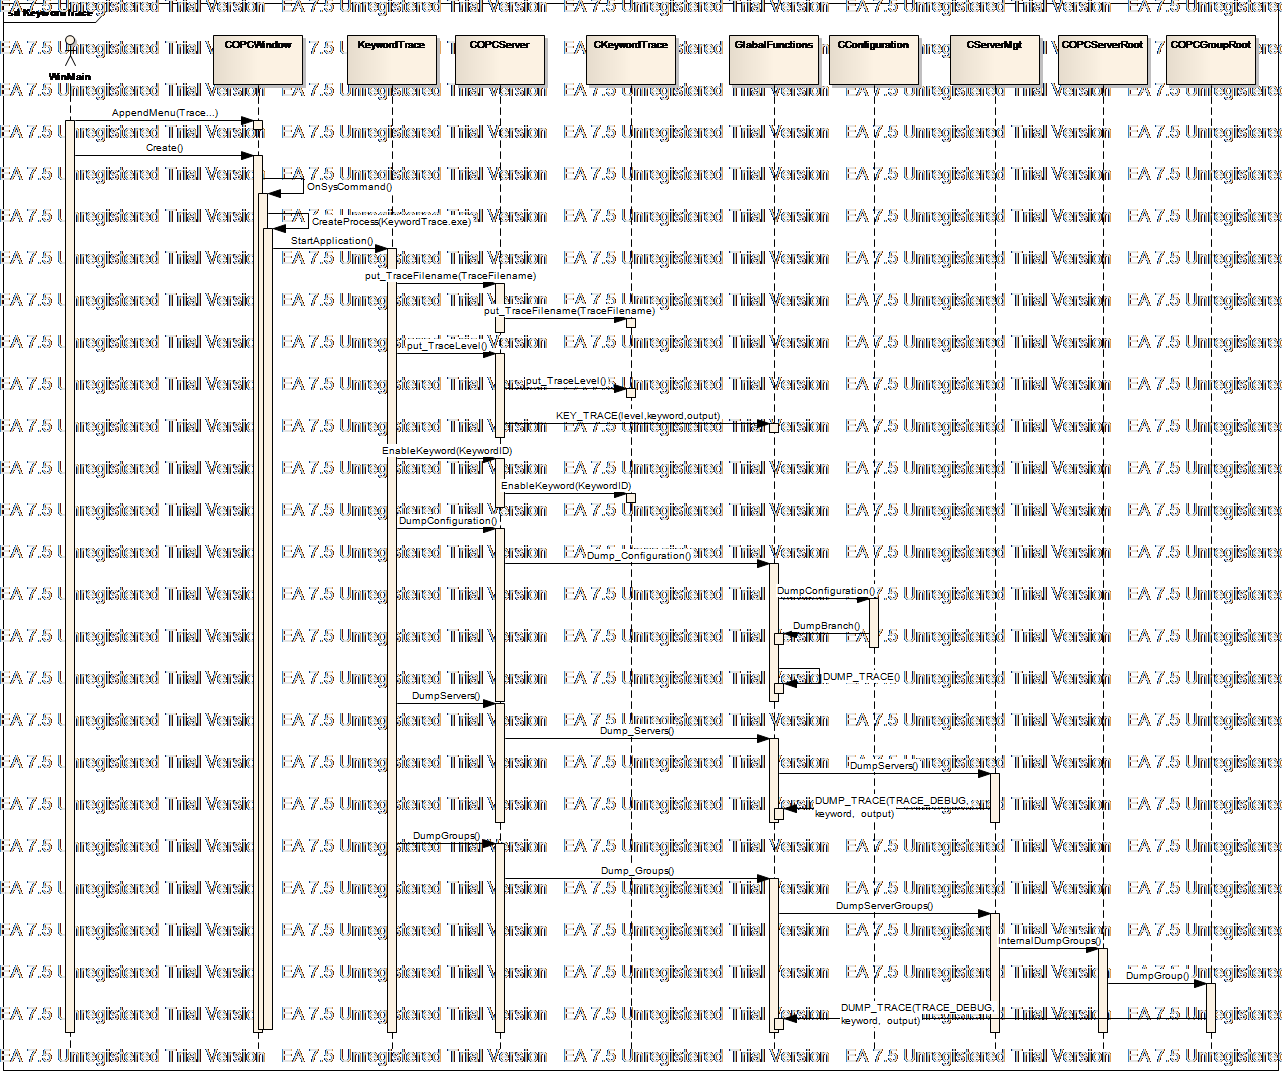 sd KeywordTrace
WinMain
COPCWindow
KeywordTrace
COPCServer
CKeywordTrace
GlobalFunctions
CConfiguration
CServerMgt
COPCServerRoot
COPCGroupRoot
AppendMenu(Trace...)
Create()
OnSysCommand()
CreateProcess(KeywordTrace.exe)
StartApplication()
put_TraceFilename(TraceFilename)
put_TraceFilename(TraceFilename)
put_TraceLevel()
put_TraceLevel()
KEY_TRACE(level,keyword,output)
EnableKeyword(KeywordID)
EnableKeyword(KeywordID)
DumpConfiguration()
Dump_Configuration()
DumpConfiguration()
DumpBranch()
DUMP_TRACE()
DumpServers()
Dump_Servers()
DumpServers()
DUMP_TRACE(TRACE_DEBUG,
keyword, output)
DumpGroups()
Dump_Groups()
DumpServerGroups()
InternalDumpGroups()
DumpGroup()
DUMP_TRACE(TRACE_DEBUG,
keyword, output)
EA 7.5 Unregistered Trial Version